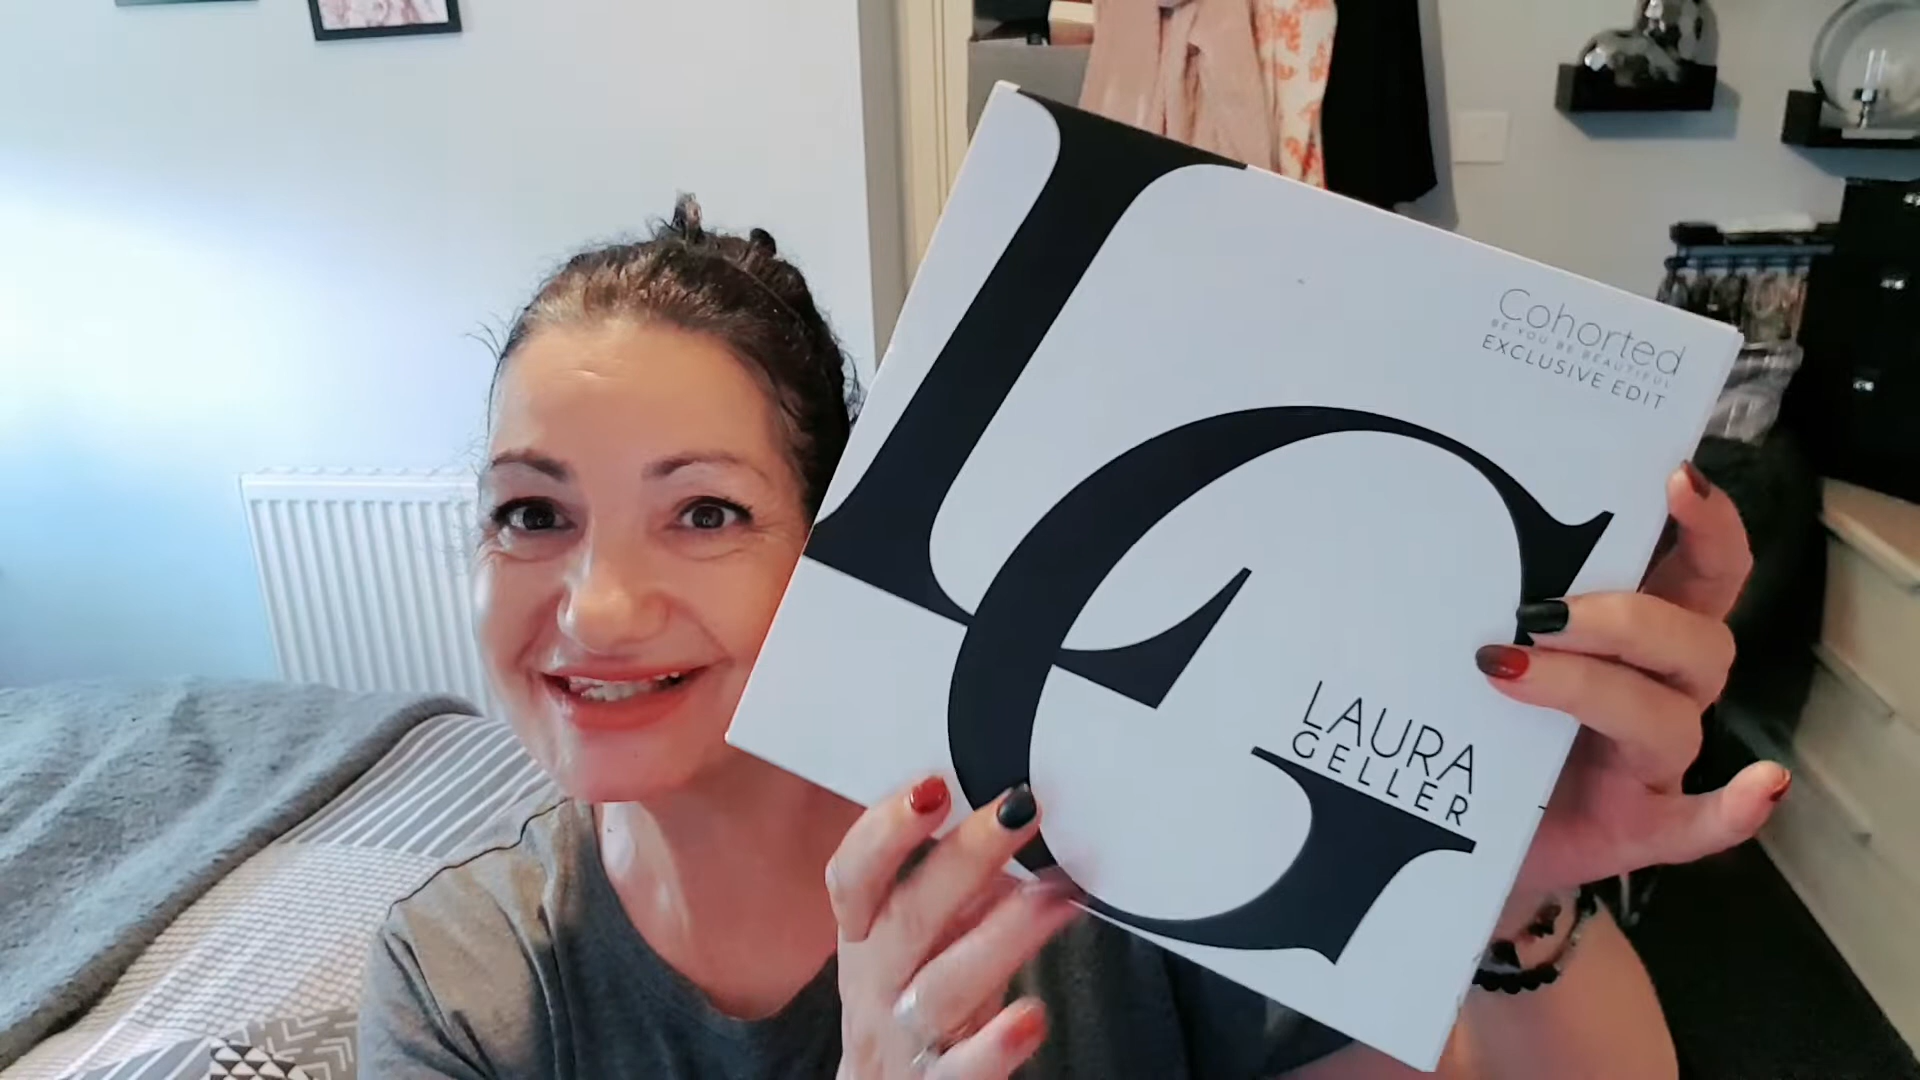 LG
Cohorted
BE YOU BE BEAUTIFUL
EXCLUSIVE EDIT
LAURA
GELLER